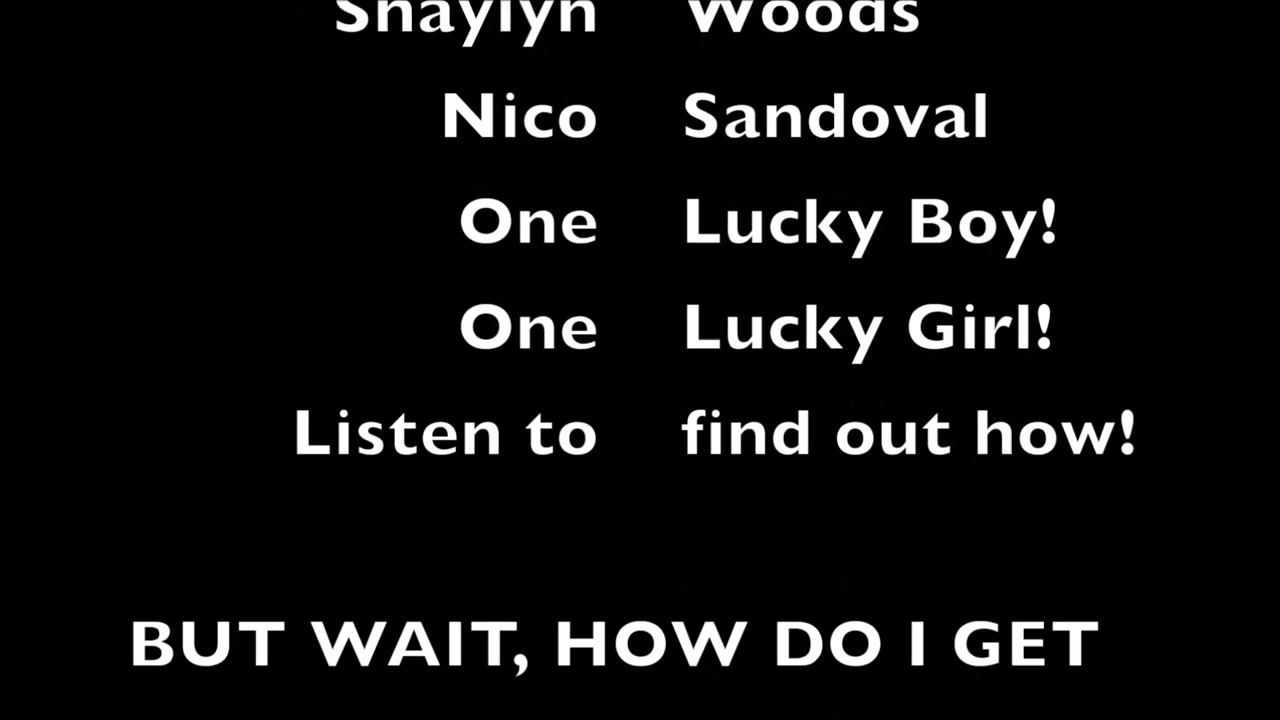 Shaylyn Woods
Nico Sandoval
One Lucky Boy!
One Lucky Girl!
Listen to find out how!
BUT WAIT, HOW DO I GET